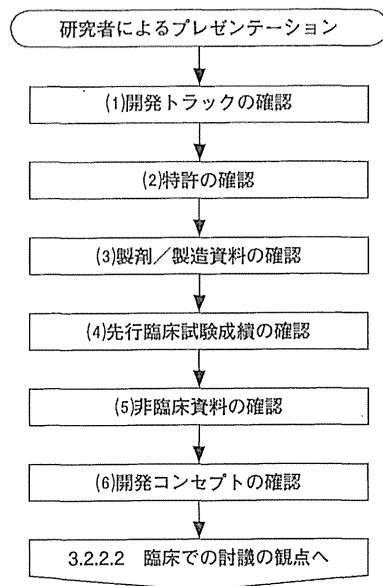 研究者によるプレゼンテーション
(1)開発トラックの確認
(2)特許の確認
(3)製剤/製造資料の確認
(4)先行臨床試験成績の確認
(5)非臨床資料の確認
(6)開発コンセプトの確認
3.2.2.2 臨床での討議の観点へ